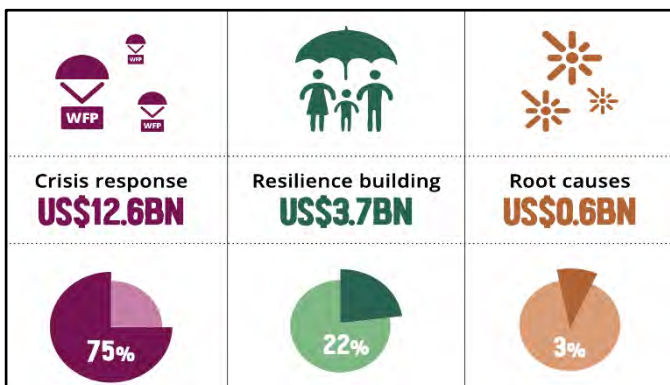 WFP
WFP
WFP
Crisis response
US$12.6BN
Resilience building
US$3.7BN
Root causes
US$0.6BN
75%
22%
3%